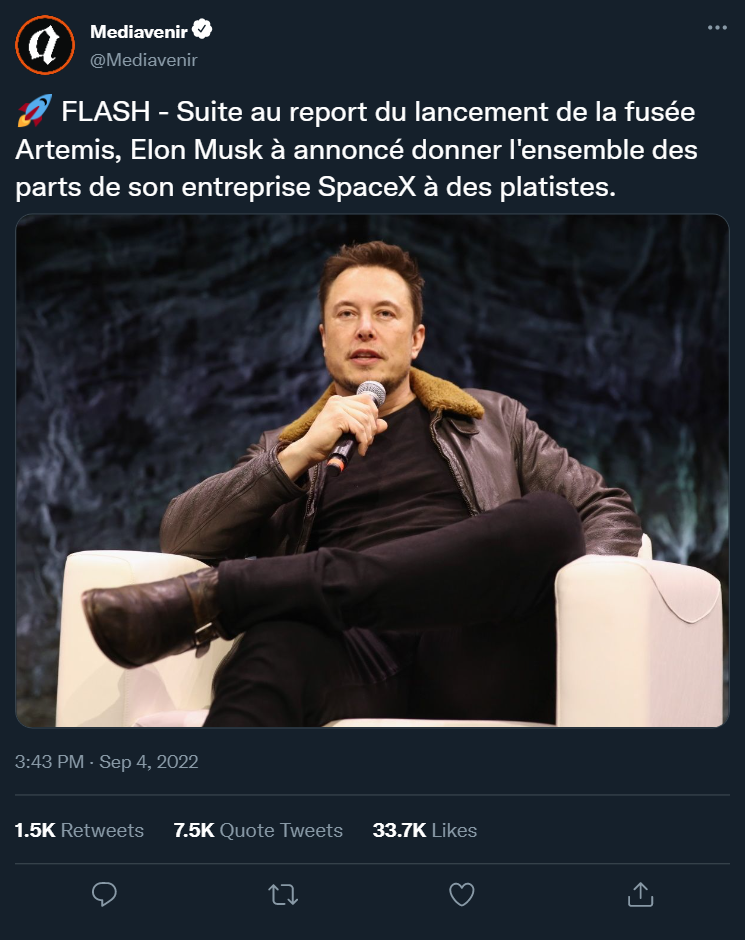 Mediavenir
@Mediavenir
🚀 FLASH - Suite au report du lancement de la fusée
Artemis, Elon Musk à annoncé donner l'ensemble des
parts de son entreprise SpaceX à des platistes.
3:43 PM · Sep 4, 2022
1.5K Retweets 7.5K Quote Tweets 33.7K Likes